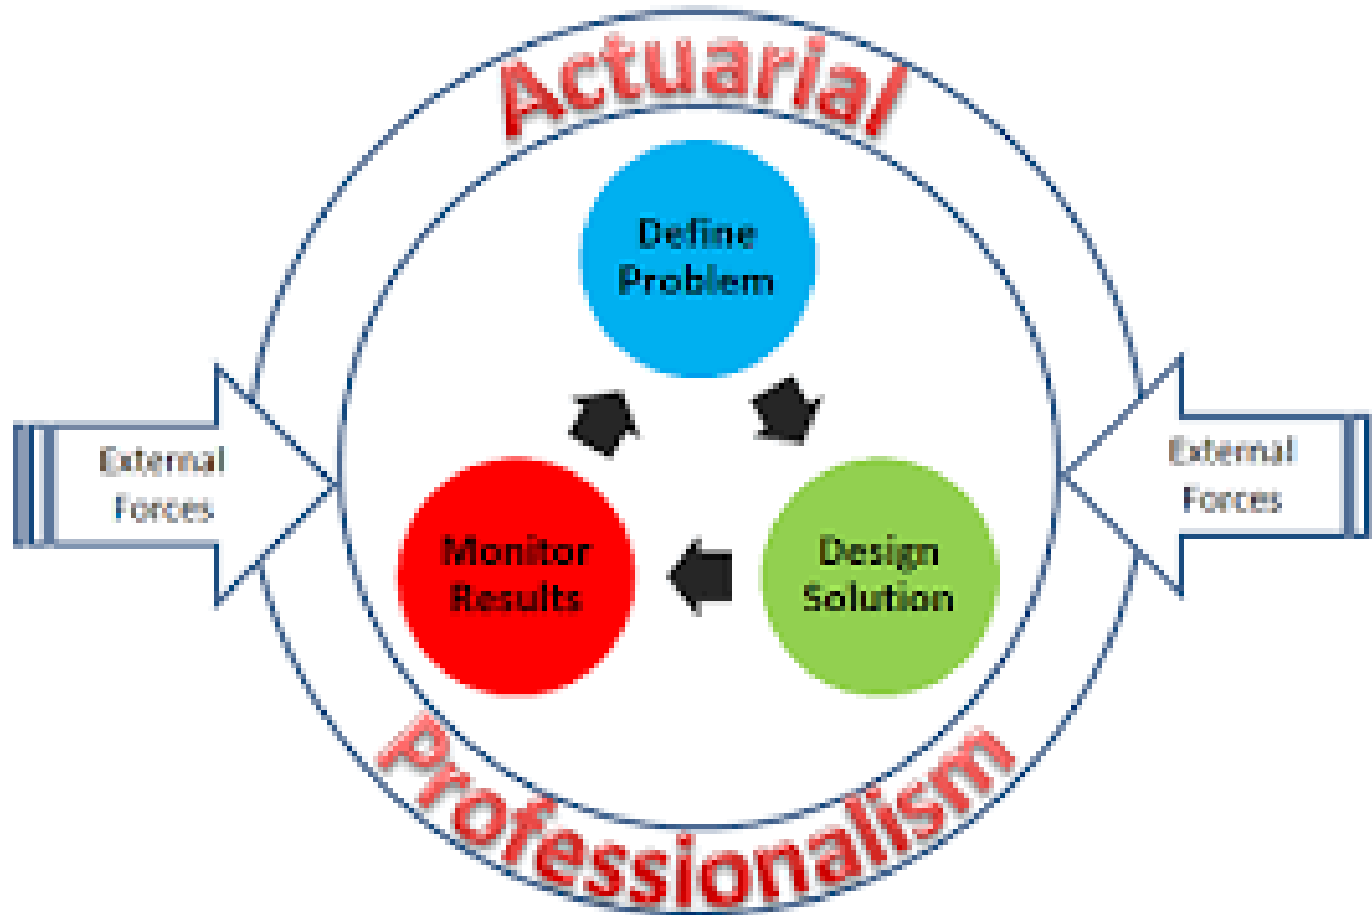 Actuarial
Define
Problem
External
Forces
External
Forces
Monitor
Results
Design
Solution
Professionalism